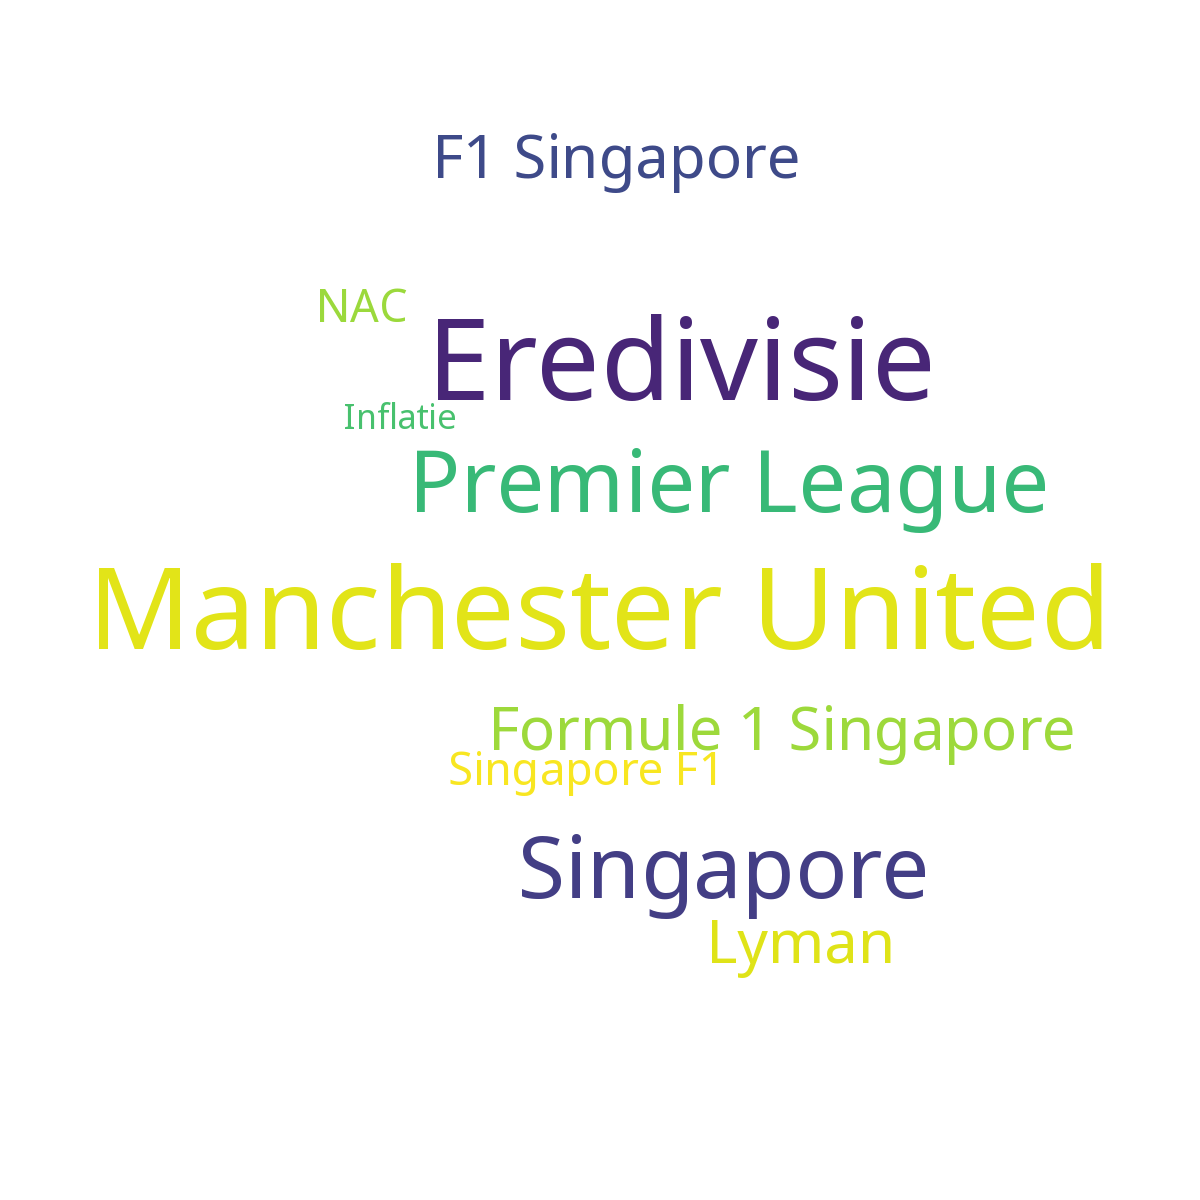 F1 Singapore
NAC
Eredivisie
Inflatie
Premier League
Manchester United
Formule 1 Singapore
Singapore F1
Singapore
Lyman